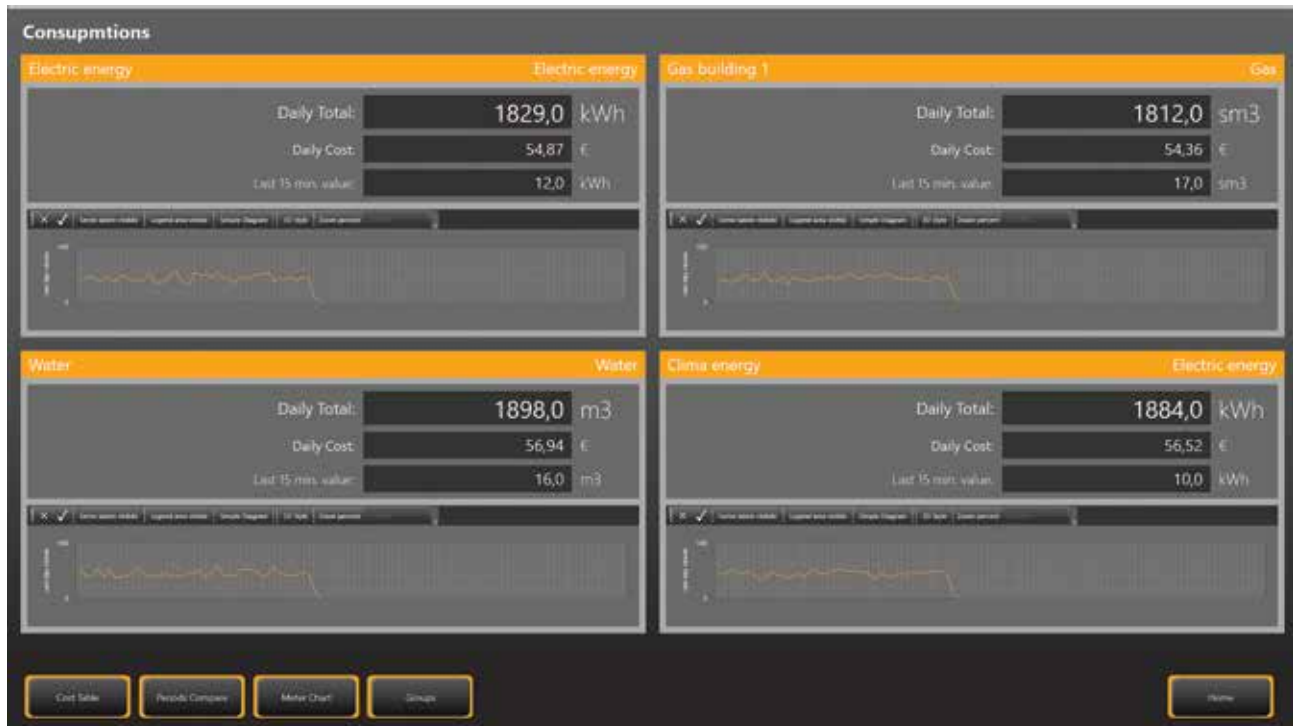 Consupmtions
Electric energy Electric energy
Daily Total: 1829,0 kWh
Daily Cost: 54,87 €
Last 15 min. value: 12,0 kWh
Gas building 1 Gas
Daily Total: 1812,0 sm3
Daily Cost: 54,36 €
Last 15 min. value: 17,0 sm3
Water Water
Daily Total: 1898,0 m3
Daily Cost: 56,94 €
Last 15 min. value: 16,0 m3
Clima energy Electric energy
Daily Total: 1884,0 kWh
Daily Cost: 56,52 €
Last 15 min. value: 10,0 kWh
Cost Table
Periods Compare
Meter Chart
Groups
Home